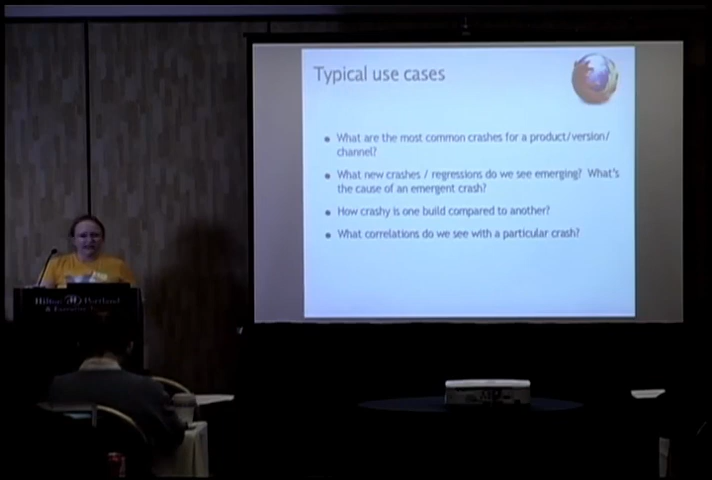 Typical use cases
• What are the most common crashes for a product/version/
channel?
• What new crashes / regressions do we see emerging? What's
the cause of an emergent crash?
• How crashy is one build compared to another?
• What correlations do we see with a particular crash?
Hilton Portland
& Executive